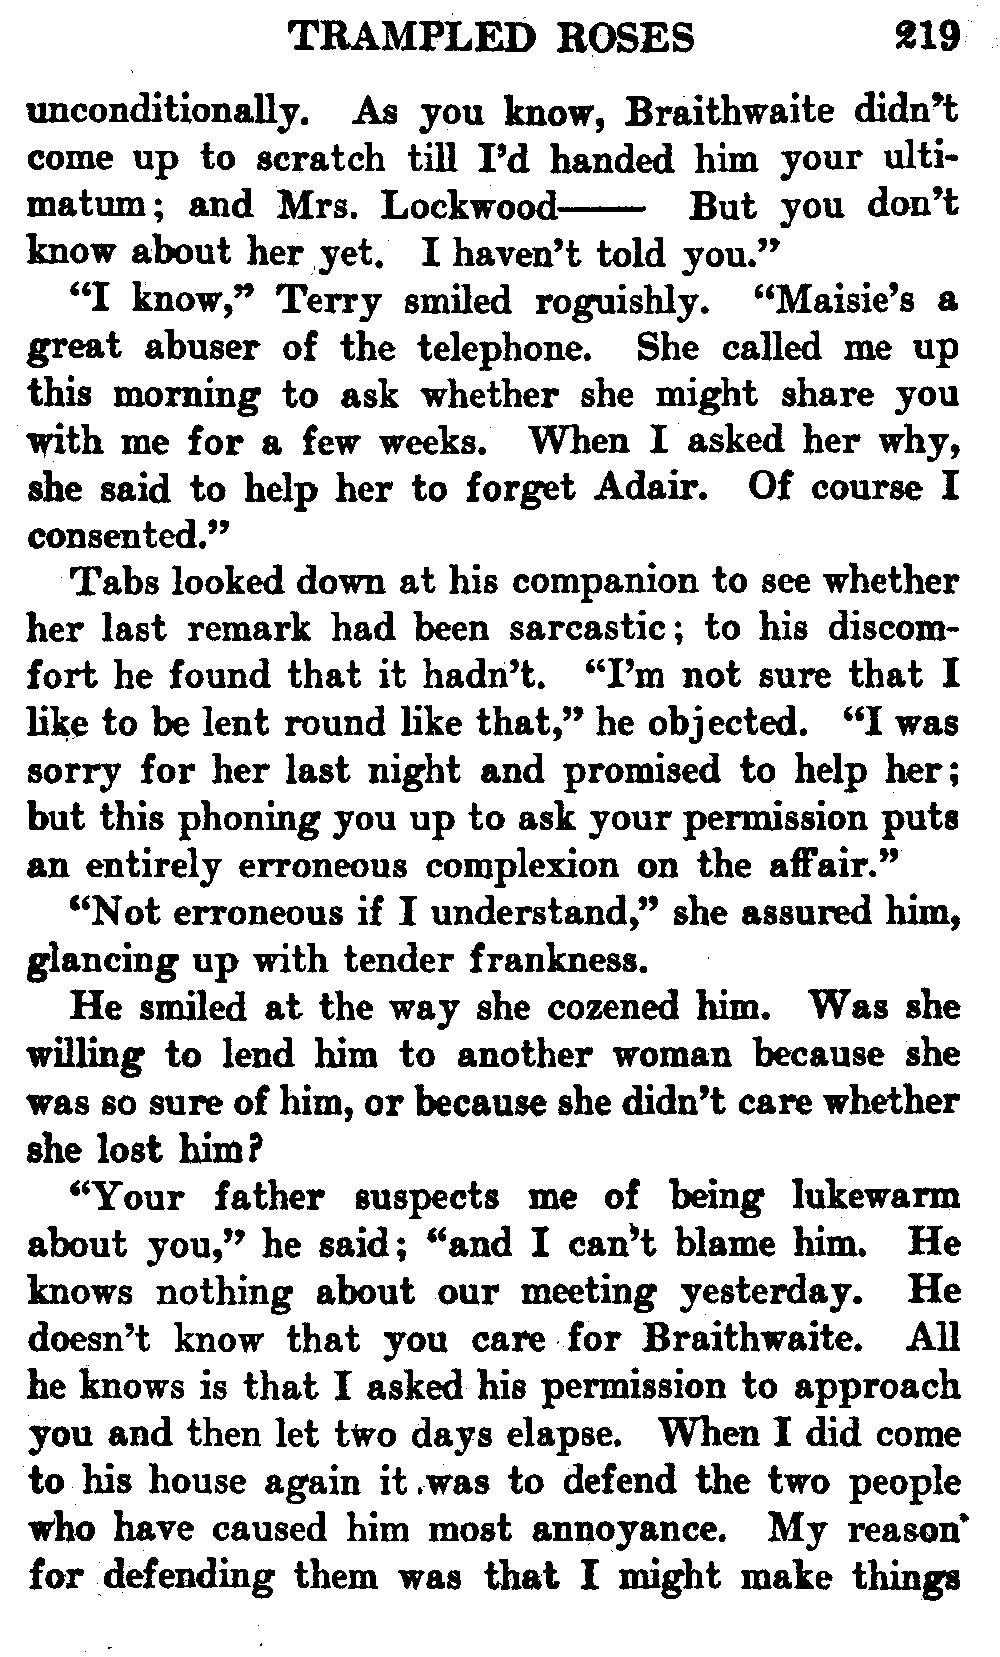 TRAMPLED ROSES 219
unconditionally. As you know, Braithwaite didn't
come up to scratch till I'd handed him your ulti-
matum; and Mrs. Lockwood—— But you don't
know about her yet. I haven't told you."
"I know," Terry smiled roguishly. "Maisie's a
great abuser of the telephone. She called me up
this morning to ask whether she might share you
with me for a few weeks. When I asked her why,
she said to help her to forget Adair. Of course I
consented."
Tabs looked down at his companion to see whether
her last remark had been sarcastic; to his discom-
fort he found that it hadn't. "I'm not sure that I
like to be lent round like that," he objected. "I was
sorry for her last night and promised to help her;
but this phoning you up to ask your permission puts
an entirely erroneous complexion on the affair."
"Not erroneous if I understand," she assured him,
glancing up with tender frankness.
He smiled at the way she cozened him. Was she
willing to lend him to another woman because she
was so sure of him, or because she didn't care whether
she lost him?
"Your father suspects me of being lukewarm
about you," he said; "and I can't blame him. He
knows nothing about our meeting yesterday. He
doesn't know that you care for Braithwaite. All
he knows is that I asked his permission to approach
you and then let two days elapse. When I did come
to his house again it was to defend the two people
who have caused him most annoyance. My reason
for defending them was that I might make things